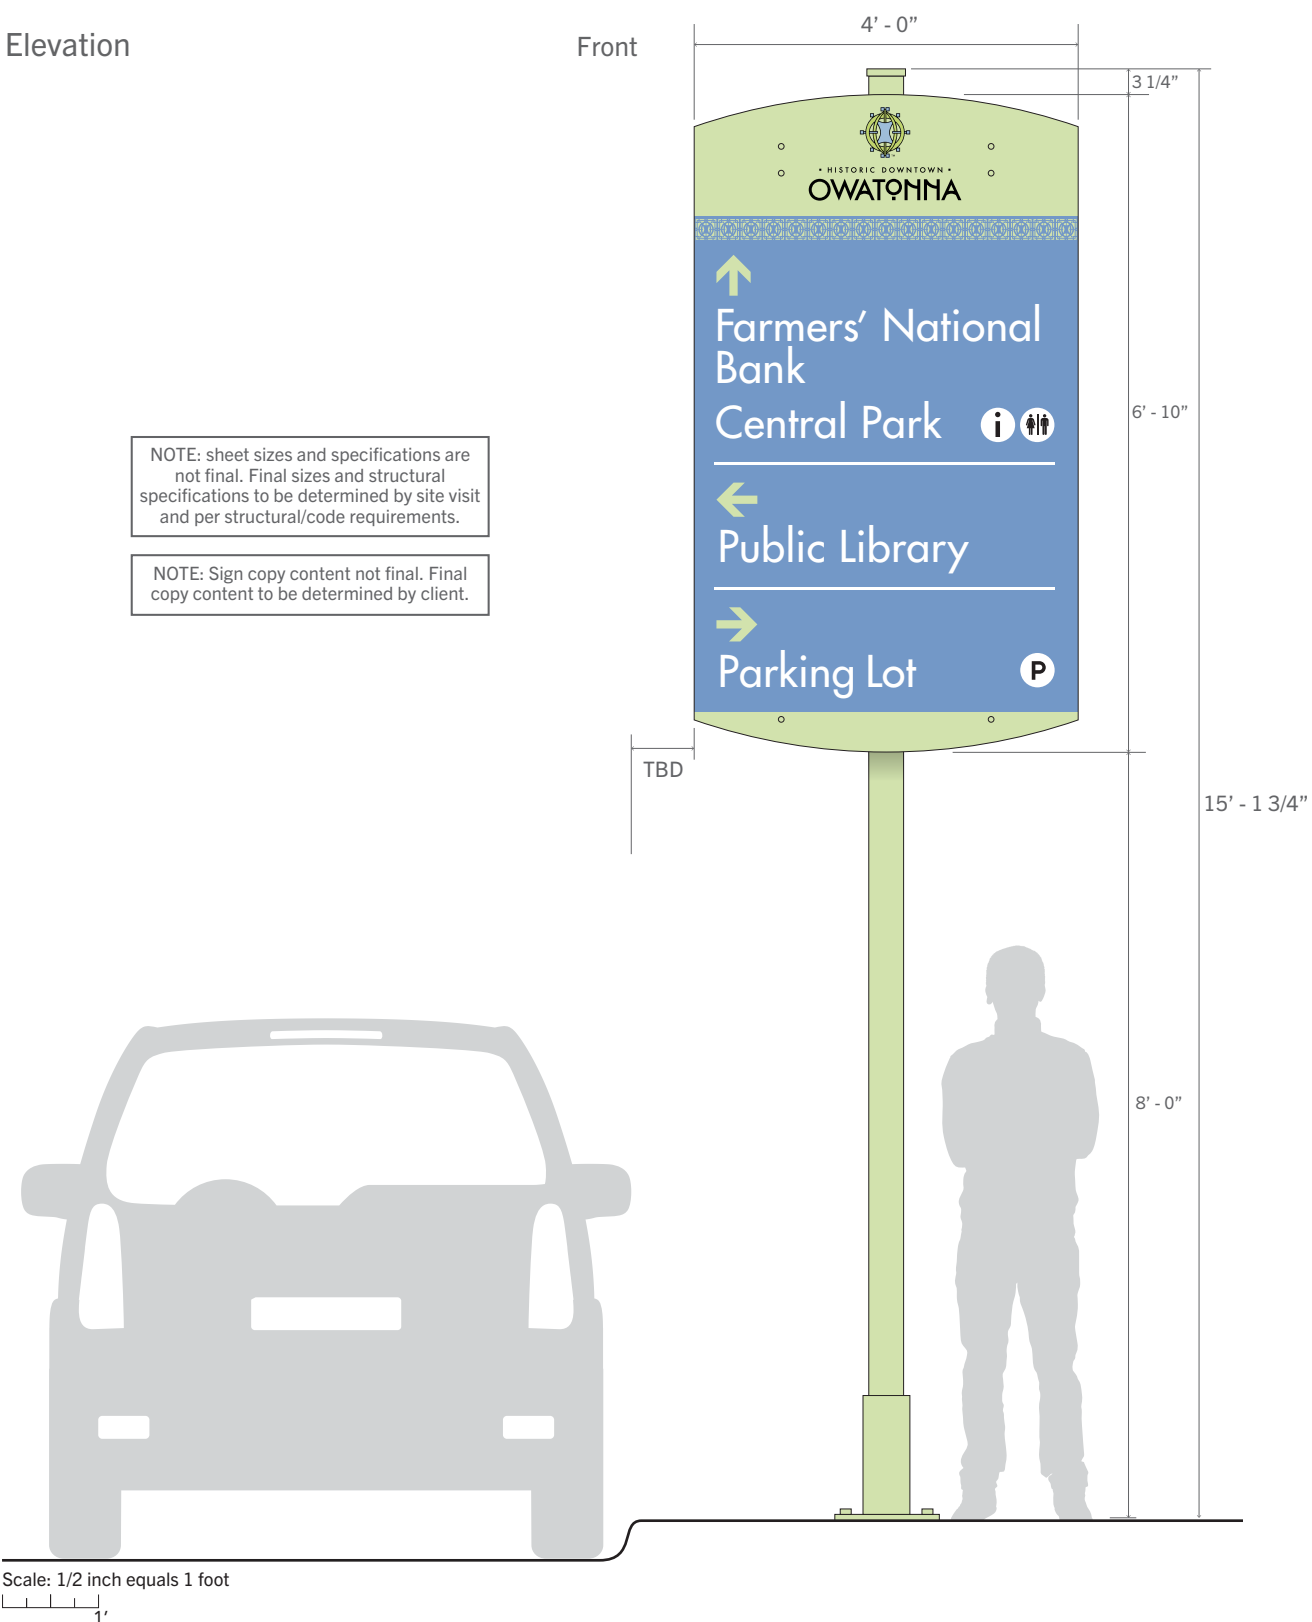 Elevation
Front
4’ - 0”
3 1/4”
• HISTORIC DOWNTOWN •
OWATONNA
Farmers’ National
Bank
Central Park
i
6’ - 10”
Public Library
Parking Lot
P
NOTE: sheet sizes and specifications are
not final. Final sizes and structural
specifications to be determined by site visit
and per structural/code requirements.
NOTE: Sign copy content not final. Final
copy content to be determined by client.
TBD
15’ - 1 3/4”
8’ - 0”
Scale: 1/2 inch equals 1 foot
1’